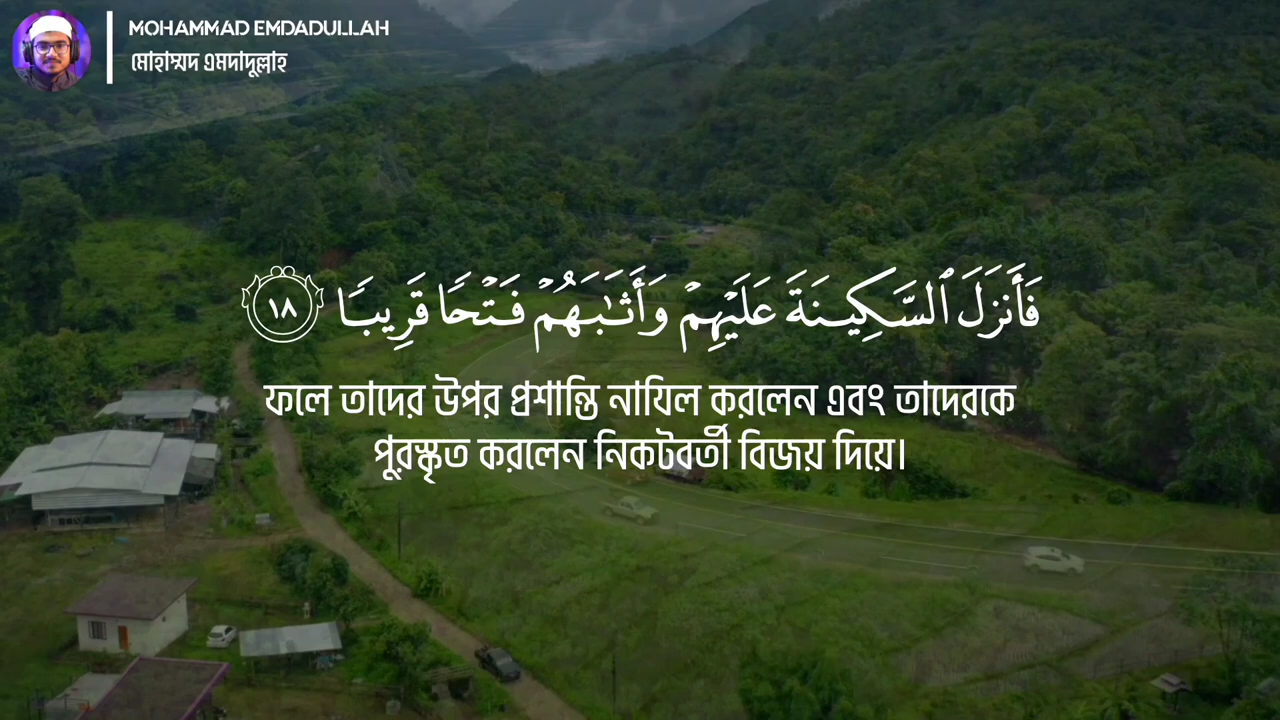 MOHAMMAD EMDADULLAH
মোহাম্মদ এমদাদুল্লাহ
فَأَنزَلَ ٱلسَّكِينَةَ عَلَيْهِمْ وَأَثَـٰبَهُمْ فَتْحًا قَرِيبًا ١٨
ফলে তাদের উপর প্রশান্তি নাযিল করলেন এবং তাদেরকে
পুরস্কৃত করলেন নিকটবর্তী বিজয় দিয়ে।